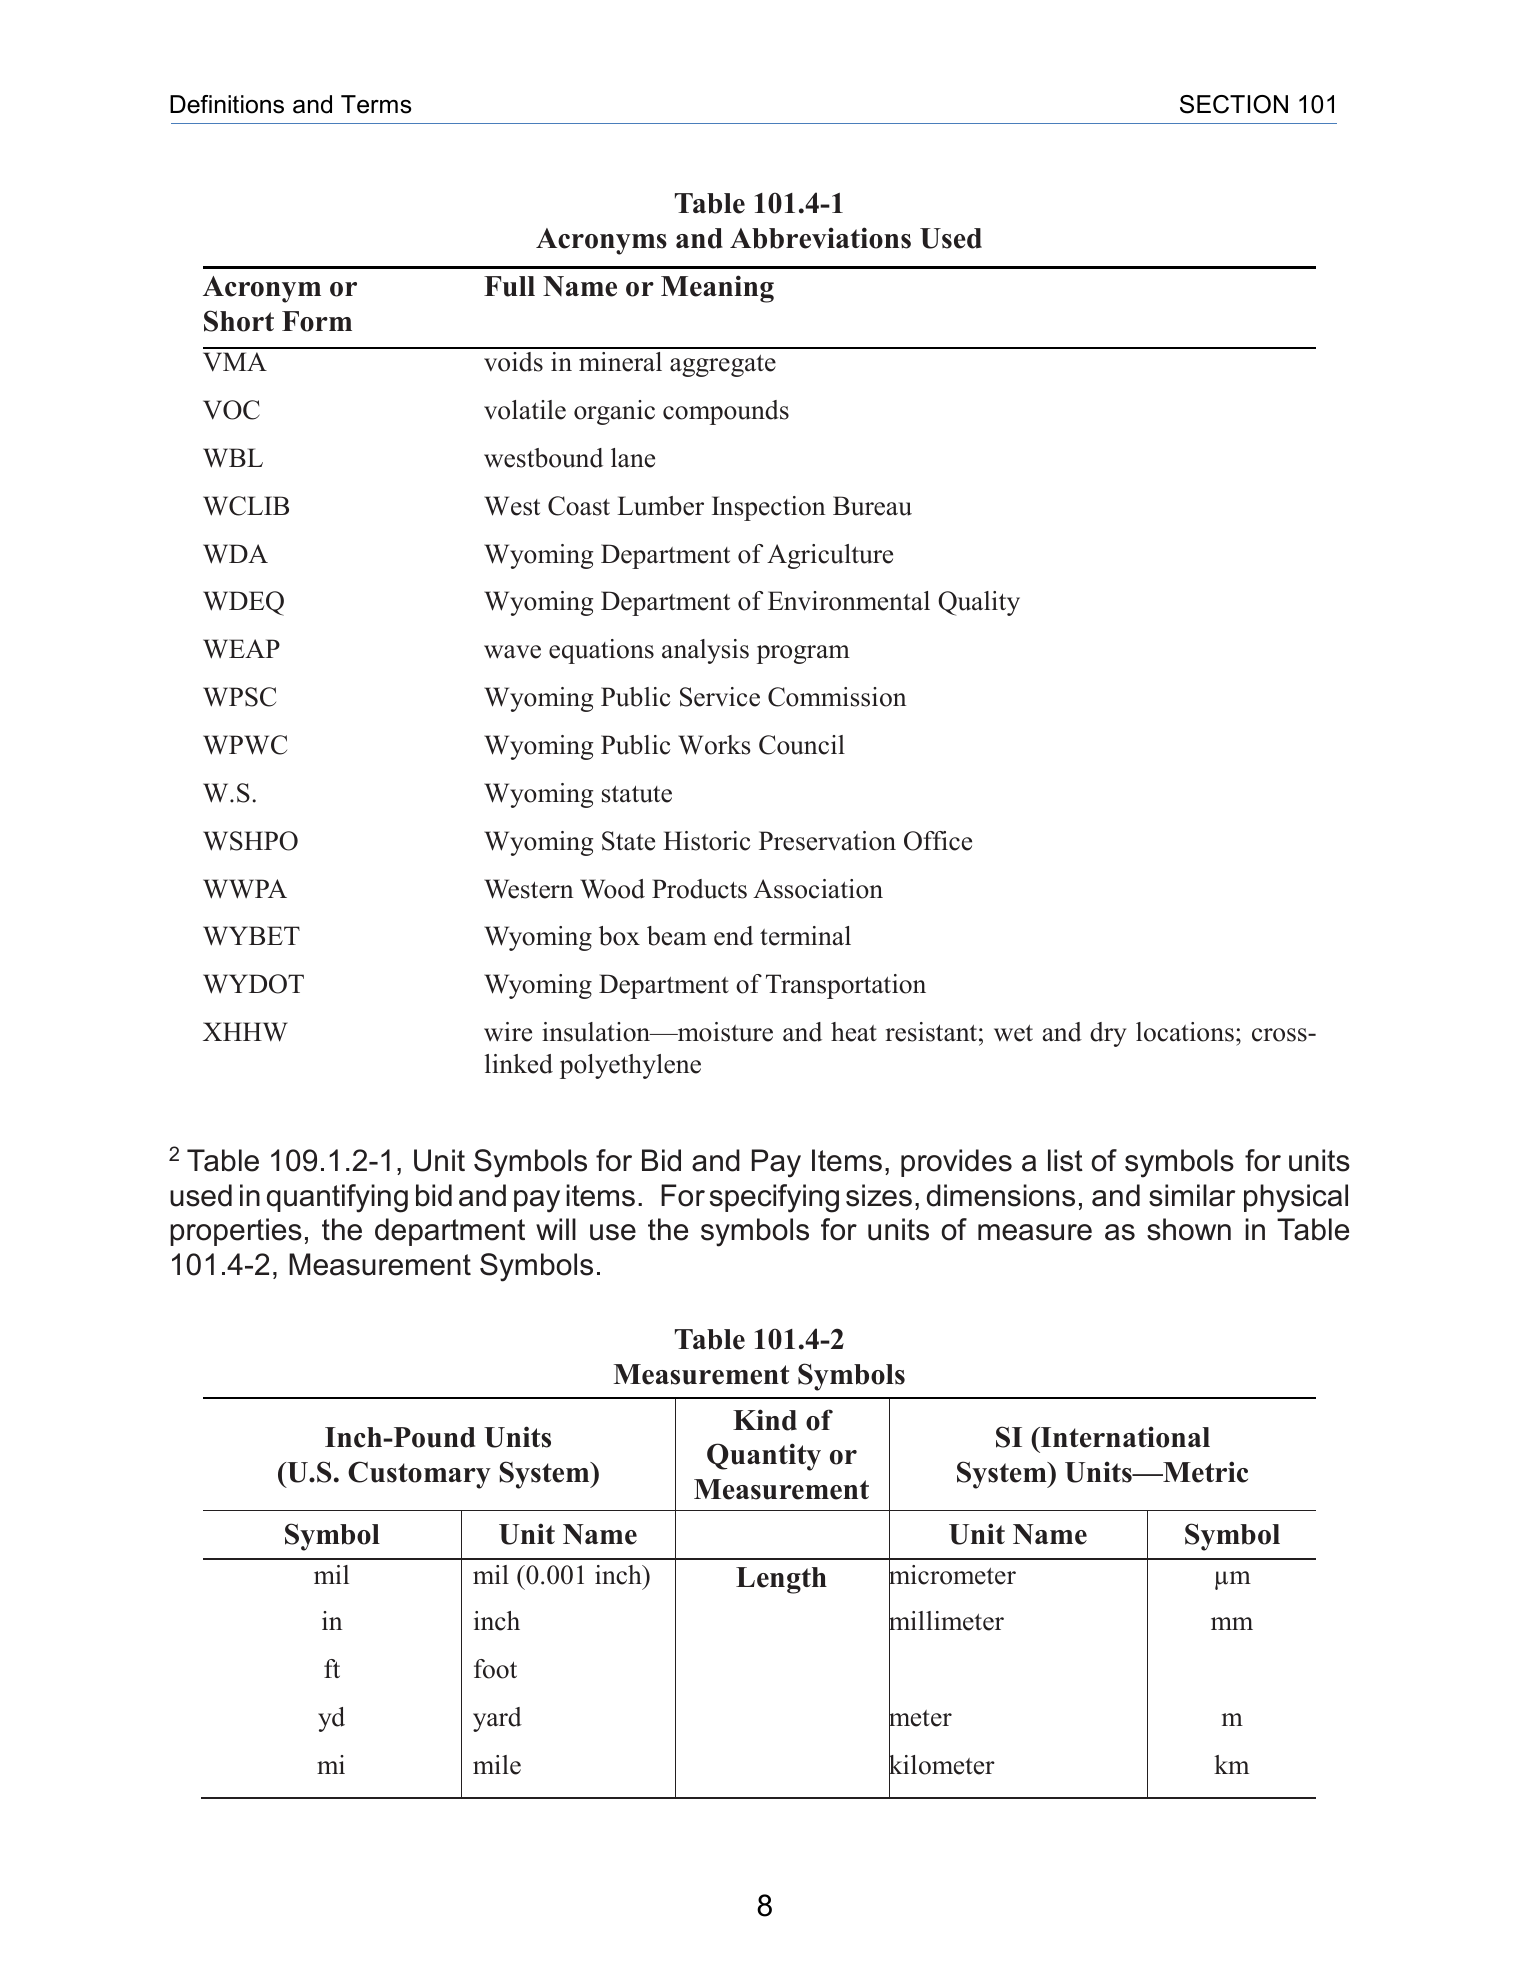 Definitions and Terms SECTION 101
Table 101.4-1
Acronyms and Abbreviations Used
Acronym or Full Name or Meaning
Short Form
VMA voids in mineral aggregate
VOC volatile organic compounds
WBL westbound lane
WCLIB West Coast Lumber Inspection Bureau
WDA Wyoming Department of Agriculture
WDEQ Wyoming Department of Environmental Quality
WEAP wave equations analysis program
WPSC Wyoming Public Service Commission
WPWC Wyoming Public Works Council
W.S. Wyoming statute
WSHPO Wyoming State Historic Preservation Office
WWPA Western Wood Products Association
WYBET Wyoming box beam end terminal
WYDOT Wyoming Department of Transportation
XHHW wire insulation—moisture and heat resistant; wet and dry locations; cross-
linked polyethylene
2 Table 109.1.2-1, Unit Symbols for Bid and Pay Items, provides a list of symbols for units
used in quantifying bid and pay items. For specifying sizes, dimensions, and similar physical
properties, the department will use the symbols for units of measure as shown in Table
101.4-2, Measurement Symbols.
Table 101.4-2
Measurement Symbols
Inch-Pound Units
(U.S. Customary System)
Kind of
Quantity or
Measurement
SI (International
System) Units—Metric
Symbol Unit Name Unit Name Symbol
mil mil (0.001 inch) Length micrometer µm
in inch millimeter mm
ft foot
yd yard meter m
mi mile kilometer km
8